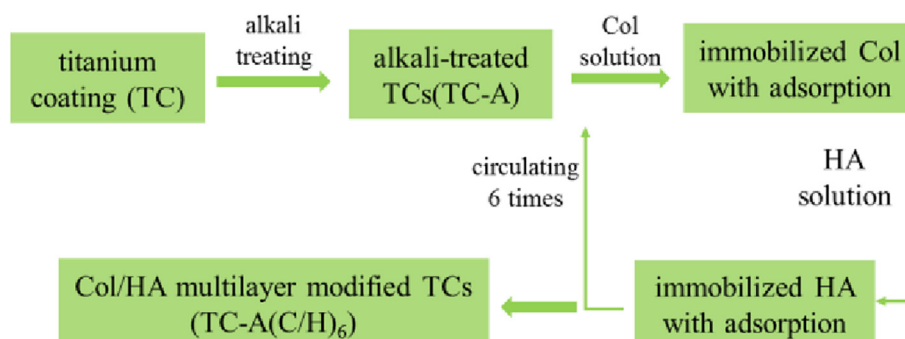 titanium
coating (TC)
alkali
treating
alkali-treated
TCs(TC-A)
Col
solution
immobilized Col
with adsorption
HA
solution
circulating
6 times
immobilized HA
with adsorption
Col/HA multilayer modified TCs
(TC-A(C/H)₆)